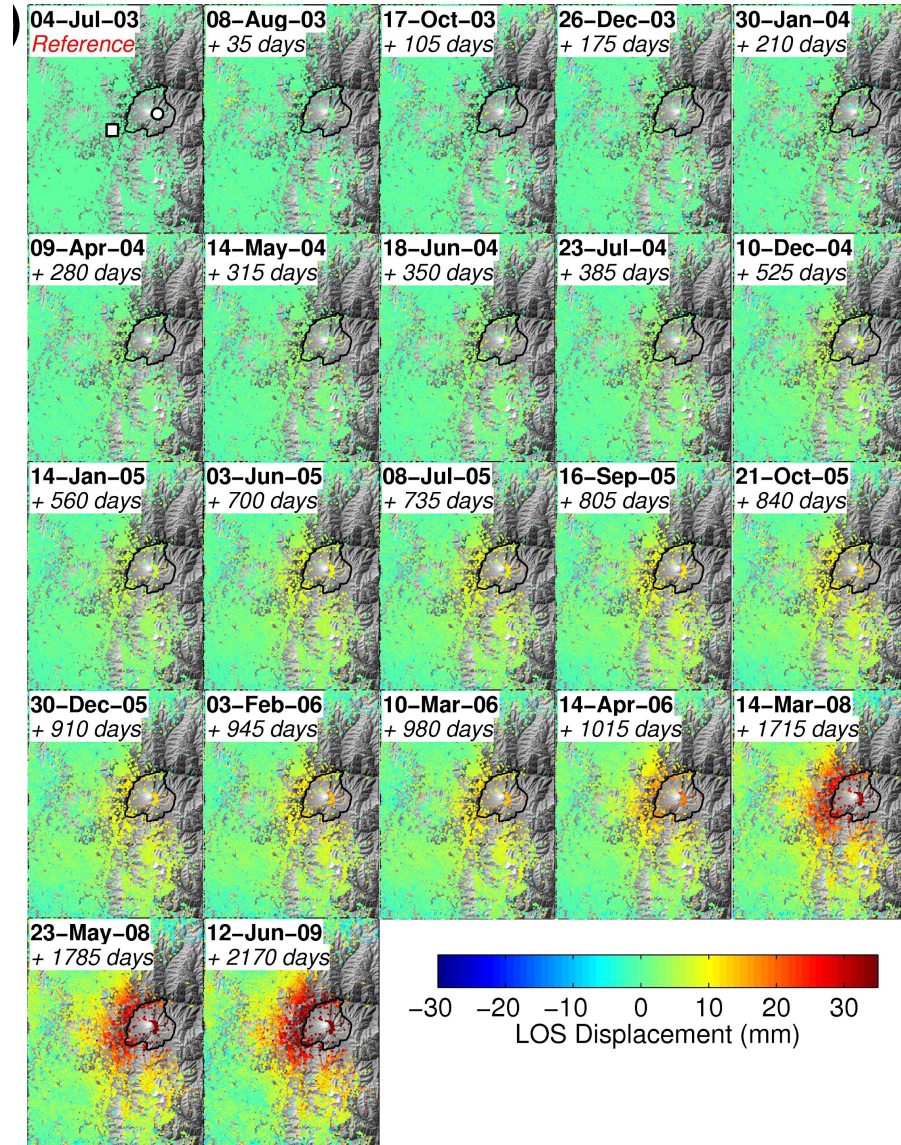 )
04–Jul–03
Reference
08–Aug–03
+ 35 days
17–Oct–03
+ 105 days
26–Dec–03
+ 175 days
30–Jan–04
+ 210 days
09–Apr–04
+ 280 days
14–May–04
+ 315 days
18–Jun–04
+ 350 days
23–Jul–04
+ 385 days
10–Dec–04
+ 525 days
14–Jan–05
+ 560 days
03–Jun–05
+ 700 days
08–Jul–05
+ 735 days
16–Sep–05
+ 805 days
21–Oct–05
+ 840 days
30–Dec–05
+ 910 days
03–Feb–06
+ 945 days
10–Mar–06
+ 980 days
14–Apr–06
+ 1015 days
14–Mar–08
+ 1715 days
23–May–08
+ 1785 days
12–Jun–09
+ 2170 days
−30 −20 −10 0 10 20 30
LOS Displacement (mm)